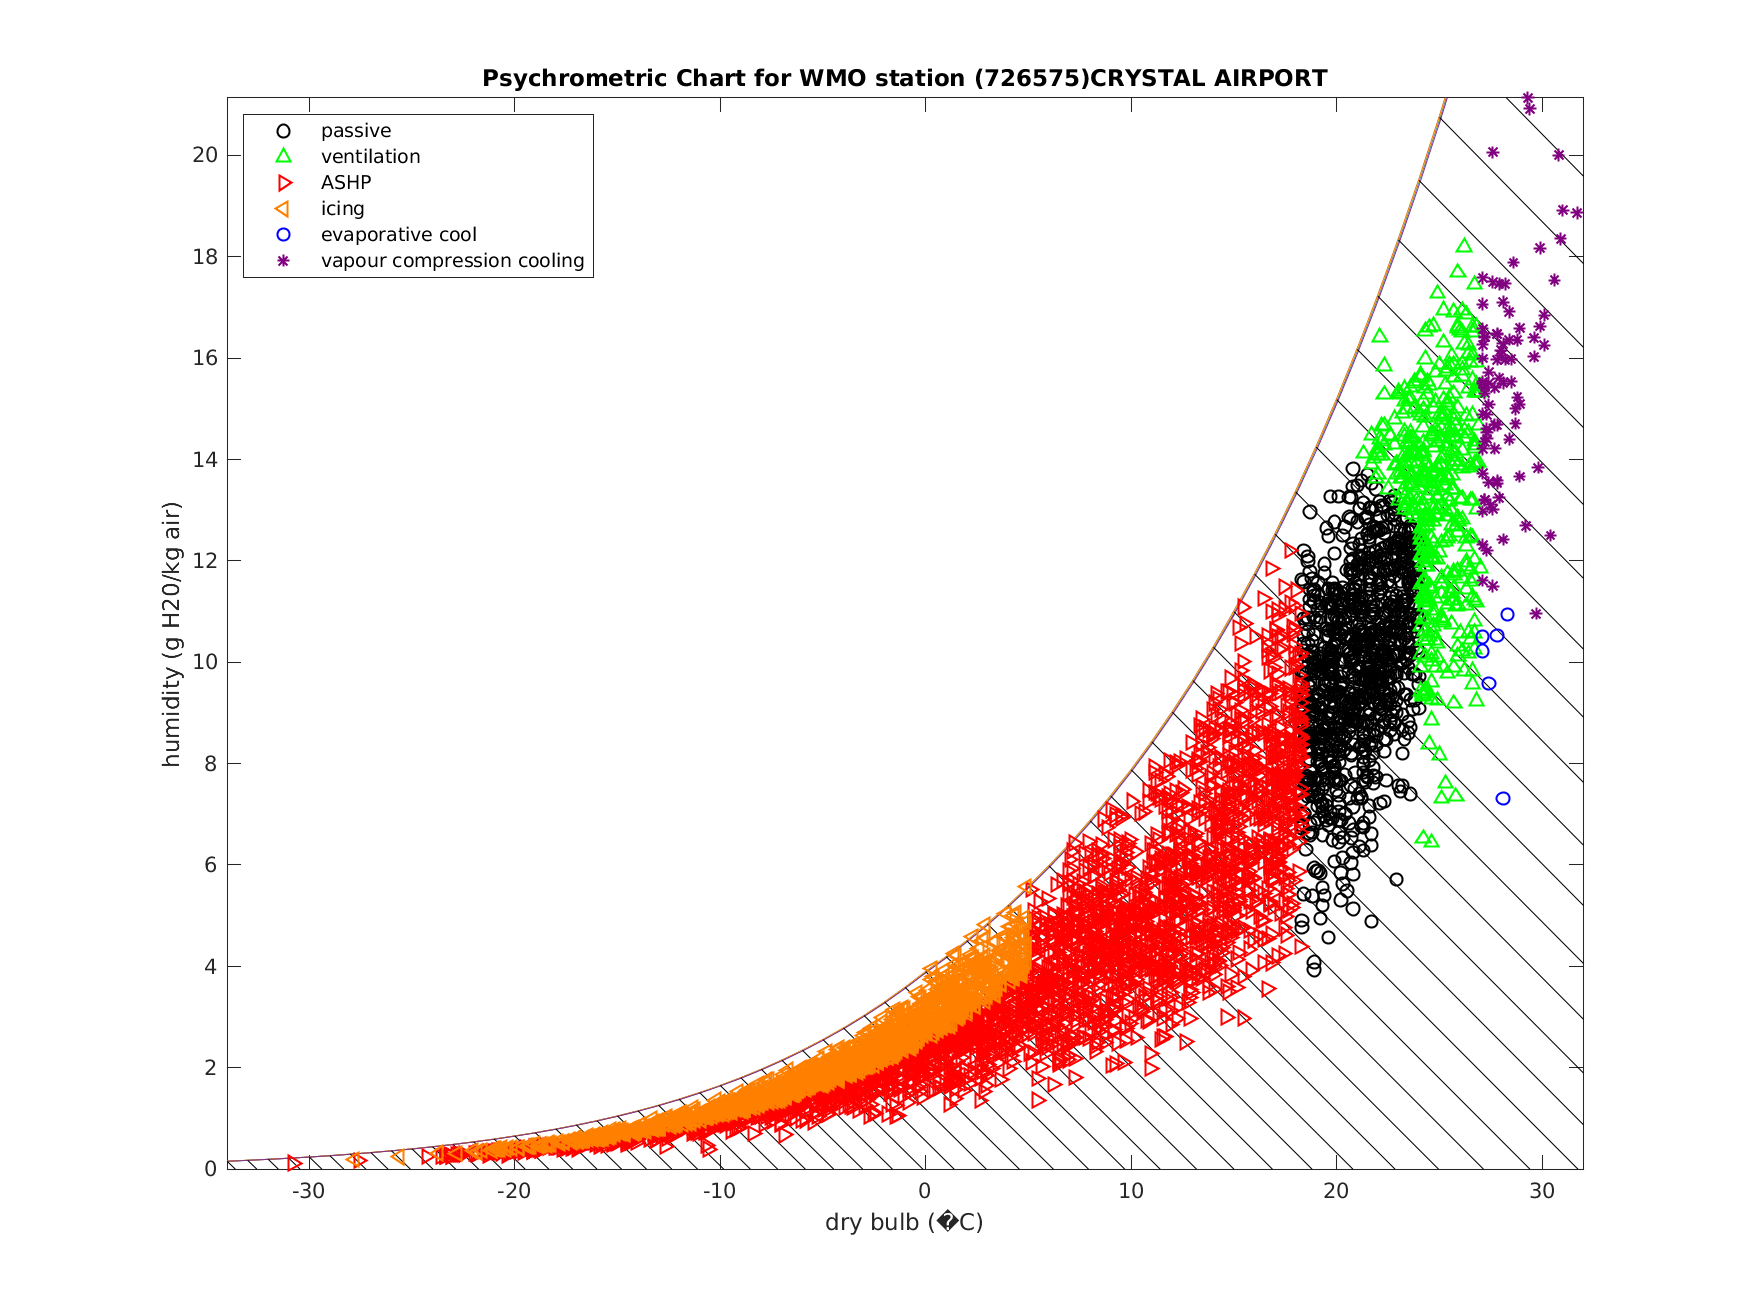 Psychrometric Chart for WMO station (726575)CRYSTAL AIRPORT
passive
ventilation
ASHP
icing
evaporative cool
vapour compression cooling
humidity (g H20/kg air)
20
18
16
14
12
10
8
6
4
2
0
-30
-20
-10
0
10
20
30
dry bulb (�C)